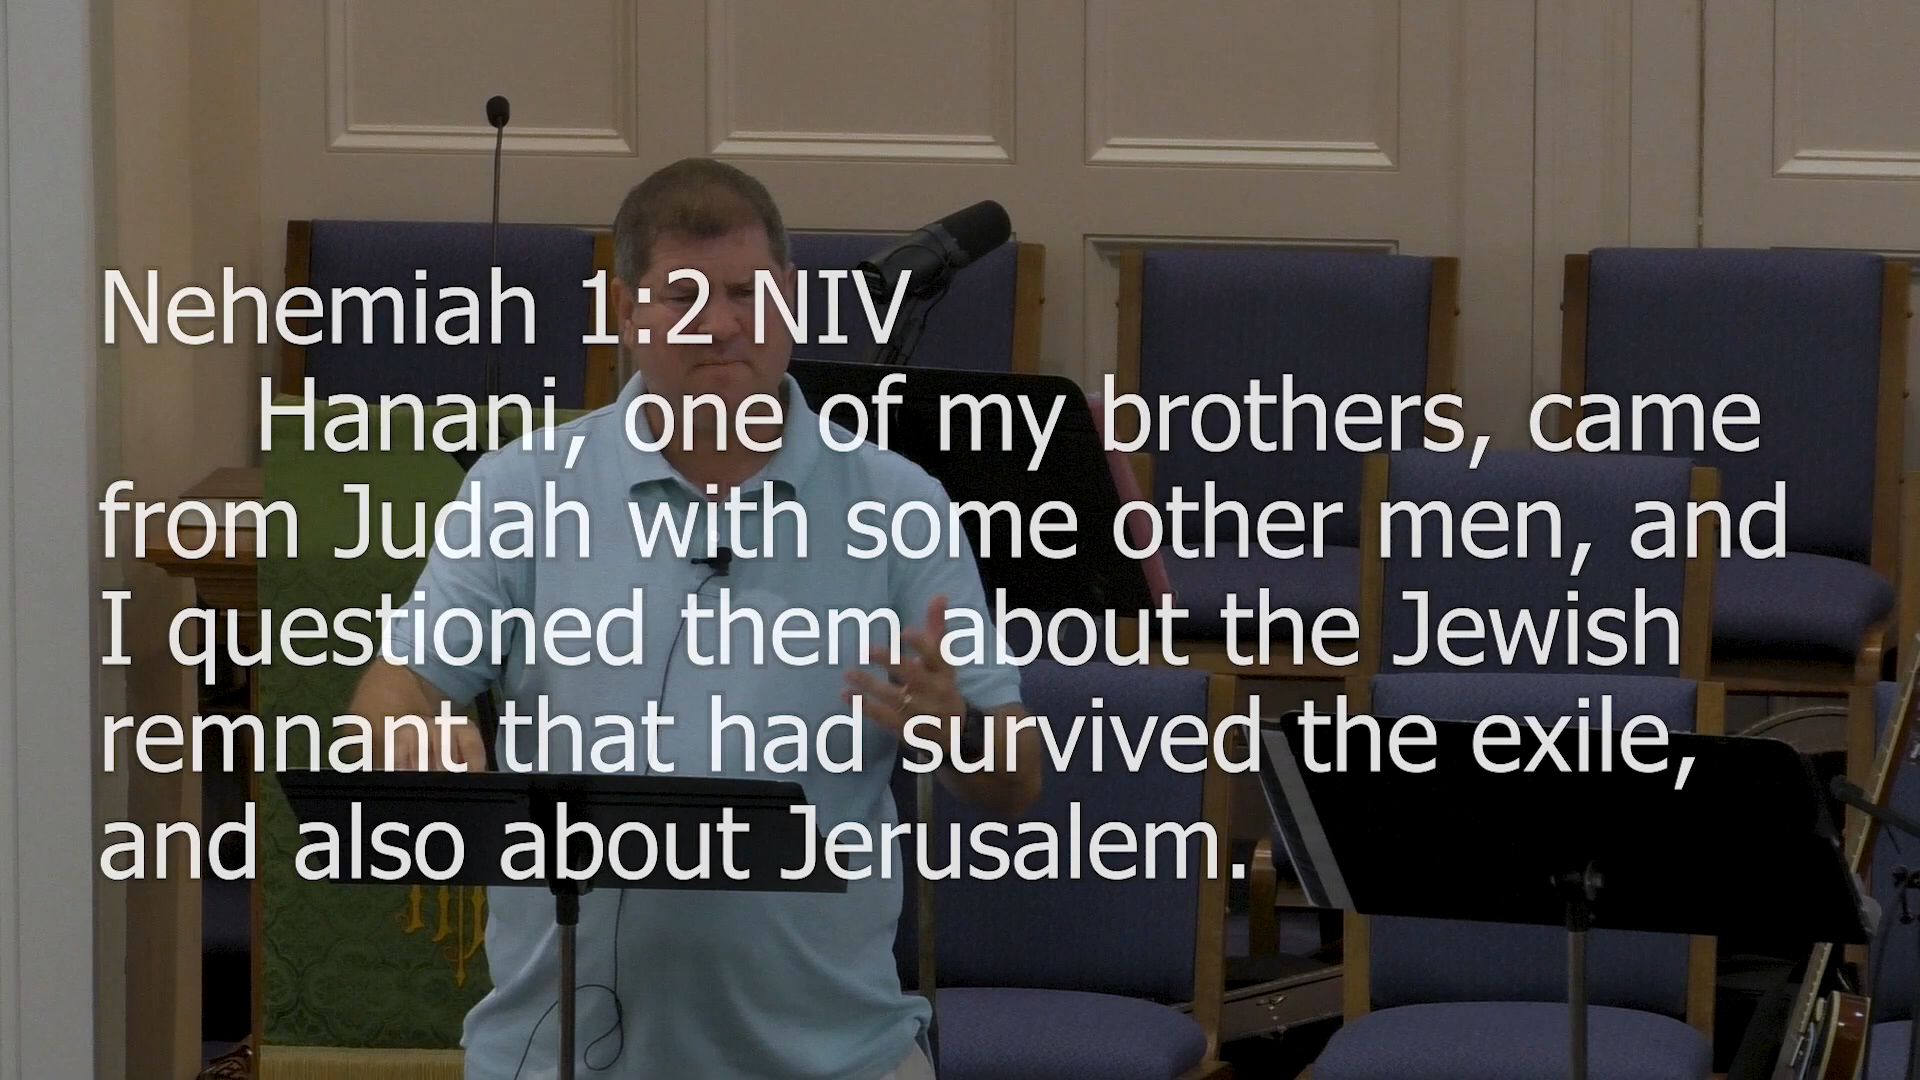 Nehemiah 1:2 NIV
Hanani, one of my brothers, came
from Judah with some other men, and
I questioned them about the Jewish
remnant that had survived the exile,
and also about Jerusalem.